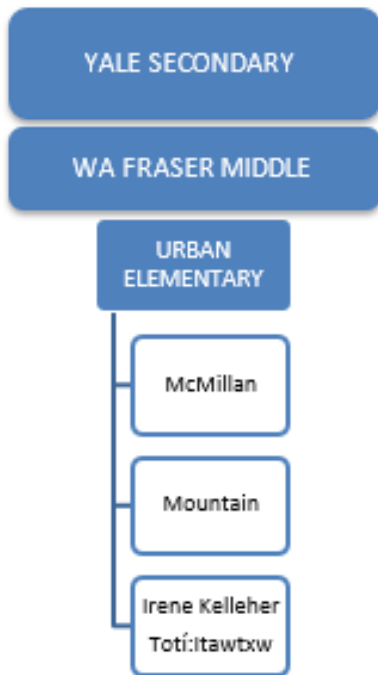 YALE SECONDARY
WA FRASER MIDDLE
URBAN
ELEMENTARY
McMillan
Mountain
Irene Kelleher
Totí:ltawtxw